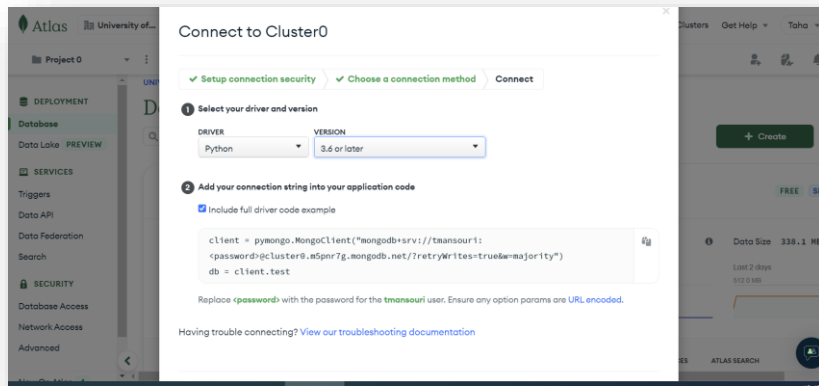 Atlas
University of...
Clusters
Get Help
Taha
Project 0
UNI
DEPLOYMENT
Database
Data Lake PREVIEW
SERVICES
Triggers
Data API
Data Federation
Search
SECURITY
Database Access
Network Access
Advanced
Connect to Cluster0
✔ Setup connection security
✔ Choose a connection method
Connect
1 Select your driver and version
DRIVER
VERSION
Python
3.6 or later
2 Add your connection string into your application code
Include full driver code example
client = pymongo.MongoClient("mongodb+srv://tmansouri:
<password>@cluster0.m5pnr7g.mongodb.net/?retryWrites=true&w=majority")
db = client.test
Replace <password> with the password for the tmansouri user. Ensure any option params are URL encoded.
Having trouble connecting? View our troubleshooting documentation
+ Create
FREE
Data Size 338.1 MB
Last 2 days
512.0 MB
ATLAS SEARCH